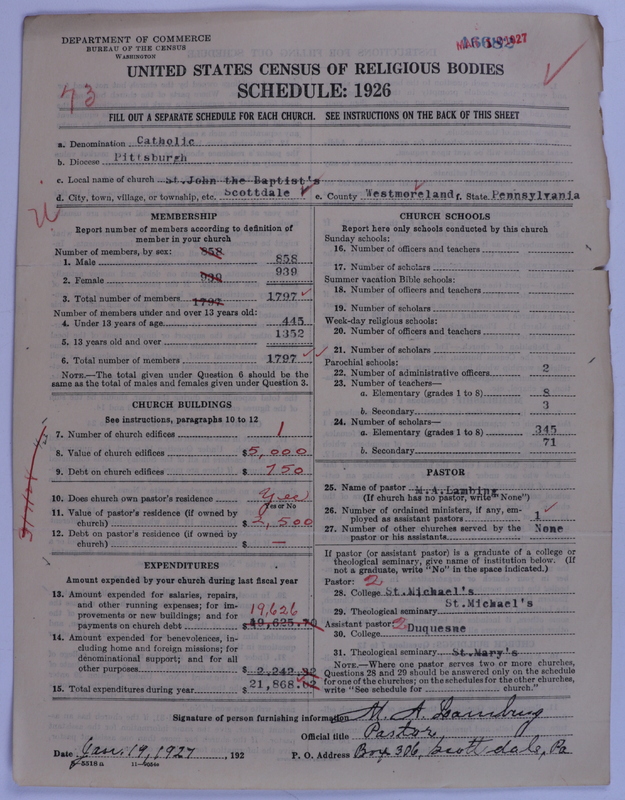 DEPARTMENT OF COMMERCE
BUREAU OF THE CENSUS
WASHINGTON
UNITED STATES CENSUS OF RELIGIOUS BODIES
SCHEDULE: 1926
73
FILL OUT A SEPARATE SCHEDULE FOR EACH CHURCH. SEE INSTRUCTIONS ON THE BACK OF THIS SHEET
a. Denomination Catholic
b. Diocese Pittsburgh
c. Local name of church St. John the Baptist's
d. City, town, village, or township, etc. Scottdale e. County Westmoreland f. State Pennsylvania
MEMBERSHIP
Report number of members according to definition of
member in your church
Number of members, by sex: 858
1. Male 858
2. Female 939 939
3. Total number of members 1797 1797
Number of members under and over 13 years old:
4. Under 13 years of age 445
5. 13 years old and over 1352
6. Total number of members 1797
NOTE.—The total given under Question 6 should be the
same as the total of males and females given under Question 3.
CHURCH BUILDINGS
See instructions, paragraphs 10 to 12
7. Number of church edifices 1
8. Value of church edifices $5,000
9. Debt on church edifices $ 750
10. Does church own pastor's residence Yes
Yes or No
11. Value of pastor's residence (if owned by
church) $ 2,500
12. Debt on pastor's residence (if owned by
church) $ —
EXPENDITURES
Amount expended by your church during last fiscal year
13. Amount expended for salaries, repairs,
and other running expenses; for im-
provements or new buildings; and for
payments on church debt 19,626 $19,625.70
14. Amount expended for benevolences, in-
cluding home and foreign missions; for
denominational support; and for all
other purposes $ 2,242.32
15. Total expenditures during year $ 21,868.02
CHURCH SCHOOLS
Report here only schools conducted by this church
Sunday schools:
16. Number of officers and teachers
17. Number of scholars
Summer vacation Bible schools:
18. Number of officers and teachers
19. Number of scholars
Week-day religious schools:
20. Number of officers and teachers
21. Number of scholars
Parochial schools:
22. Number of administrative officers 2
23. Number of teachers—
a. Elementary (grades 1 to 8) 8
b. Secondary 3
24. Number of scholars—
a. Elementary (grades 1 to 8) 345
b. Secondary 71
PASTOR
25. Name of pastor M.A.Lambing
(If church has no pastor, write "None")
26. Number of ordained ministers, if any, em-
ployed as assistant pastors 1
27. Number of other churches served by the
pastor or his assistants None
If pastor (or assistant pastor) is a graduate of a college or
theological seminary, give name of institution below. (If
not a graduate, write "No" in the space indicated.)
Pastor: 2
28. College St.Michael's
29. Theological seminary St.Michael's
Assistant pastor: 2
30. College Duquesne
31. Theological seminary St.Mary's
NOTE.—Where one pastor serves two or more churches,
Questions 28 and 29 should be answered only on the schedule
for one of the churches; on the schedules for the other churches,
write "See schedule for church."
Signature of person furnishing information M. A. Lambing
Official title Pastor,
Date Jan. 19, 1927, 192 P. O. Address Box 306, Scottdale, Pa
8-5318 a 11-9034a